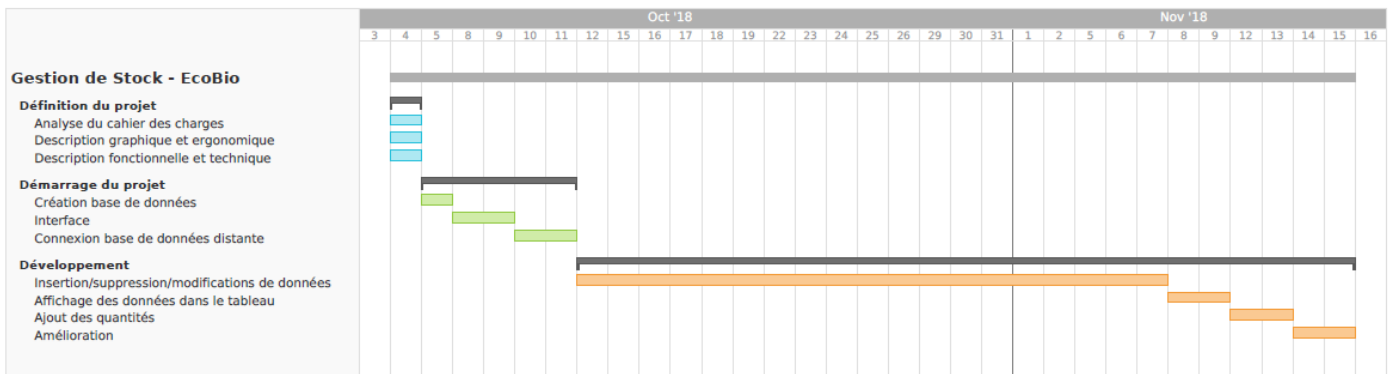 Oct '18 Nov '18
3 4 5 8 9 10 11 12 15 16 17 18 19 22 23 24 25 26 29 30 31 1 2 5 6 7 8 9 12 13 14 15 16
Gestion de Stock - EcoBio
Définition du projet
Analyse du cahier des charges
Description graphique et ergonomique
Description fonctionnelle et technique
Démarrage du projet
Création base de données
Interface
Connexion base de données distante
Développement
Insertion/suppression/modifications de données
Affichage des données dans le tableau
Ajout des quantités
Amélioration